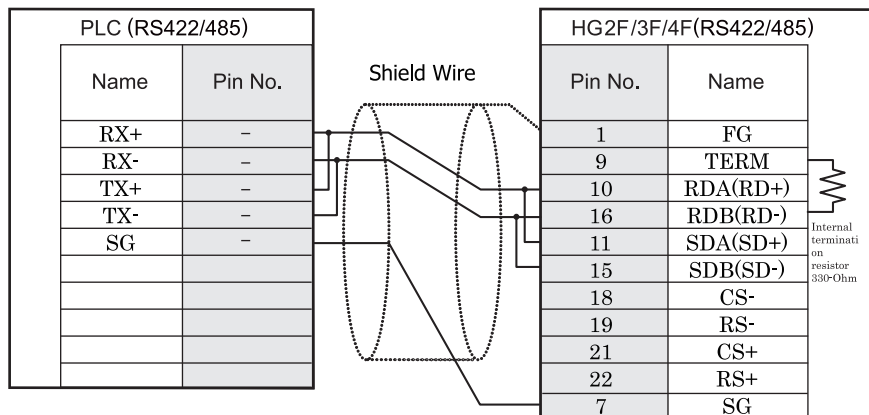 PLC (RS422/485)
Name Pin No.
RX+ -
RX- -
TX+ -
TX- -
SG -
Shield Wire
HG2F/3F/4F(RS422/485)
Pin No. Name
1 FG
9 TERM
10 RDA(RD+)
16 RDB(RD-)
11 SDA(SD+)
15 SDB(SD-)
18 CS-
19 RS-
21 CS+
22 RS+
7 SG
Internal
terminati
on
resistor
330-Ohm